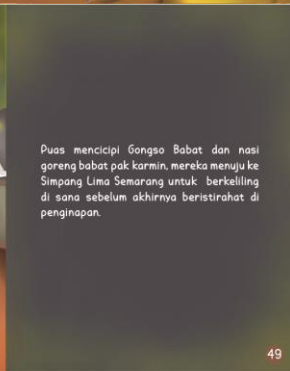 Puas mencicipi Gongso Babat dan nasi
goreng babat pak karmin, mereka menuju ke
Simpang Lima Semarang untuk berkeliling
di sana sebelum akhirnya beristirahat di
penginapan.
49